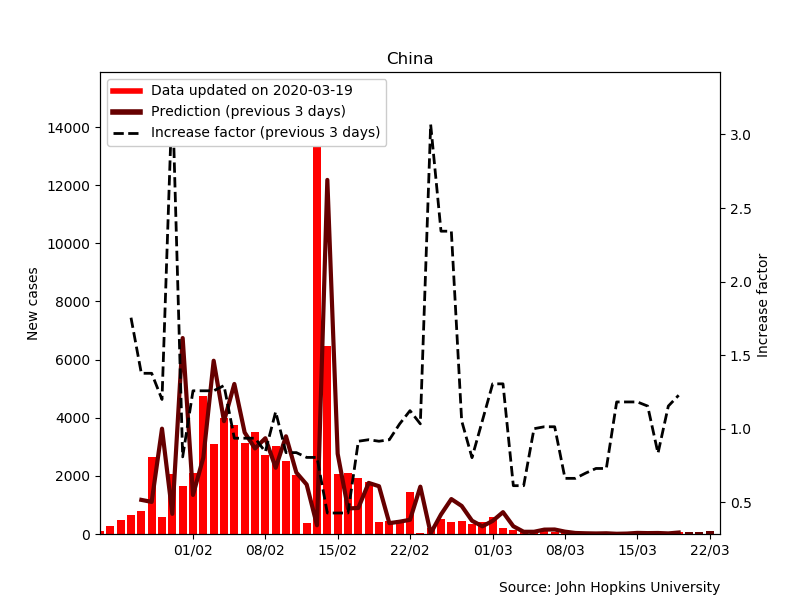 China
Data updated on 2020-03-19
Prediction (previous 3 days)
Increase factor (previous 3 days)
14000
12000
10000
8000
6000
4000
2000
0
New cases
3.0
2.5
2.0
1.5
1.0
0.5
Increase factor
01/02 08/02 15/02 22/02 01/03 08/03 15/03 22/03
Source: John Hopkins University